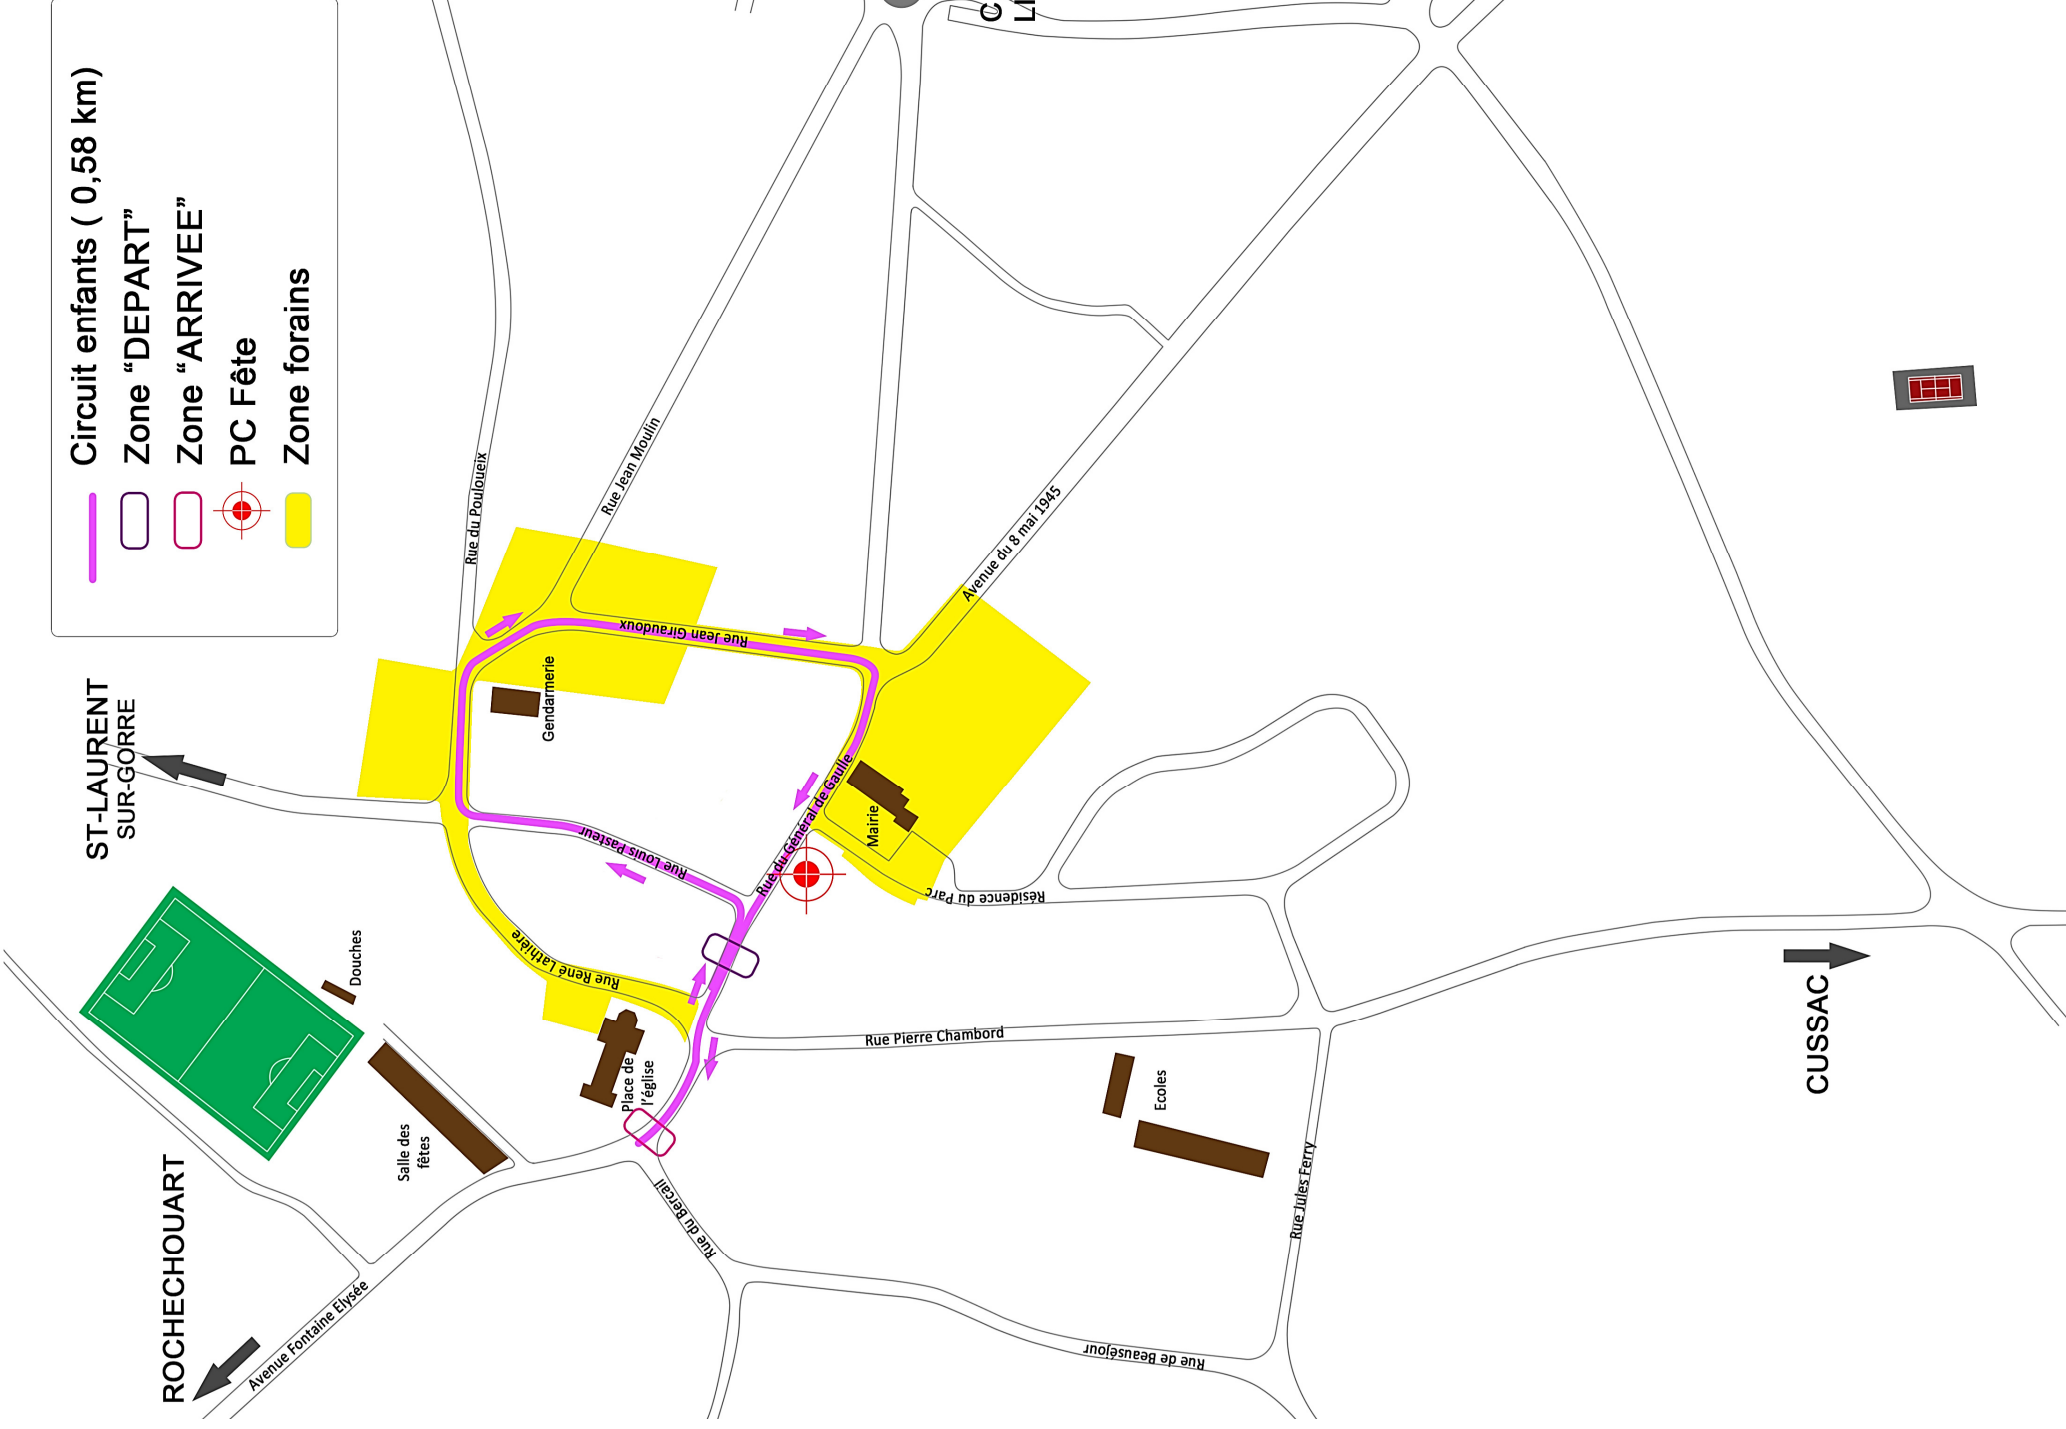 Circuit enfants ( 0,58 km)
Zone “DEPART”
Zone “ARRIVEE”
PC Fête
Zone forains
ROCHECHOUART
ST-LAURENT
SUR-GORRE
CUSSAC
Avenue Fontaine Elysée
Salle des
fêtes
Douches
Rue du Pouloueix
Gendarmerie
Rue René Lathière
Rue Louis Pasteur
Rue Jean Moulin
Rue Jean Giraudoux
Place de
l'église
Rue du Bercail
Rue du Général de Gaulle
Mairie
Avenue du 8 mai 1945
Résidence du Parc
Rue Pierre Chambord
Ecoles
Rue de Beauséjour
Rue Jules Ferry